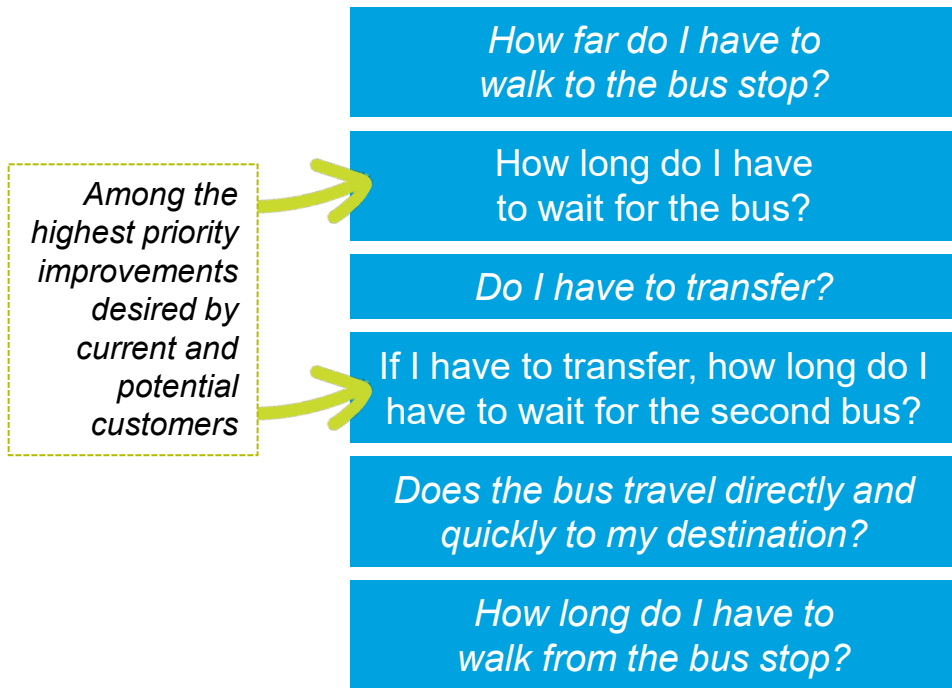 How far do I have to
walk to the bus stop?
Among the
highest priority
improvements
desired by
current and
potential
customers
How long do I have
to wait for the bus?
Do I have to transfer?
If I have to transfer, how long do I
have to wait for the second bus?
Does the bus travel directly and
quickly to my destination?
How long do I have to
walk from the bus stop?